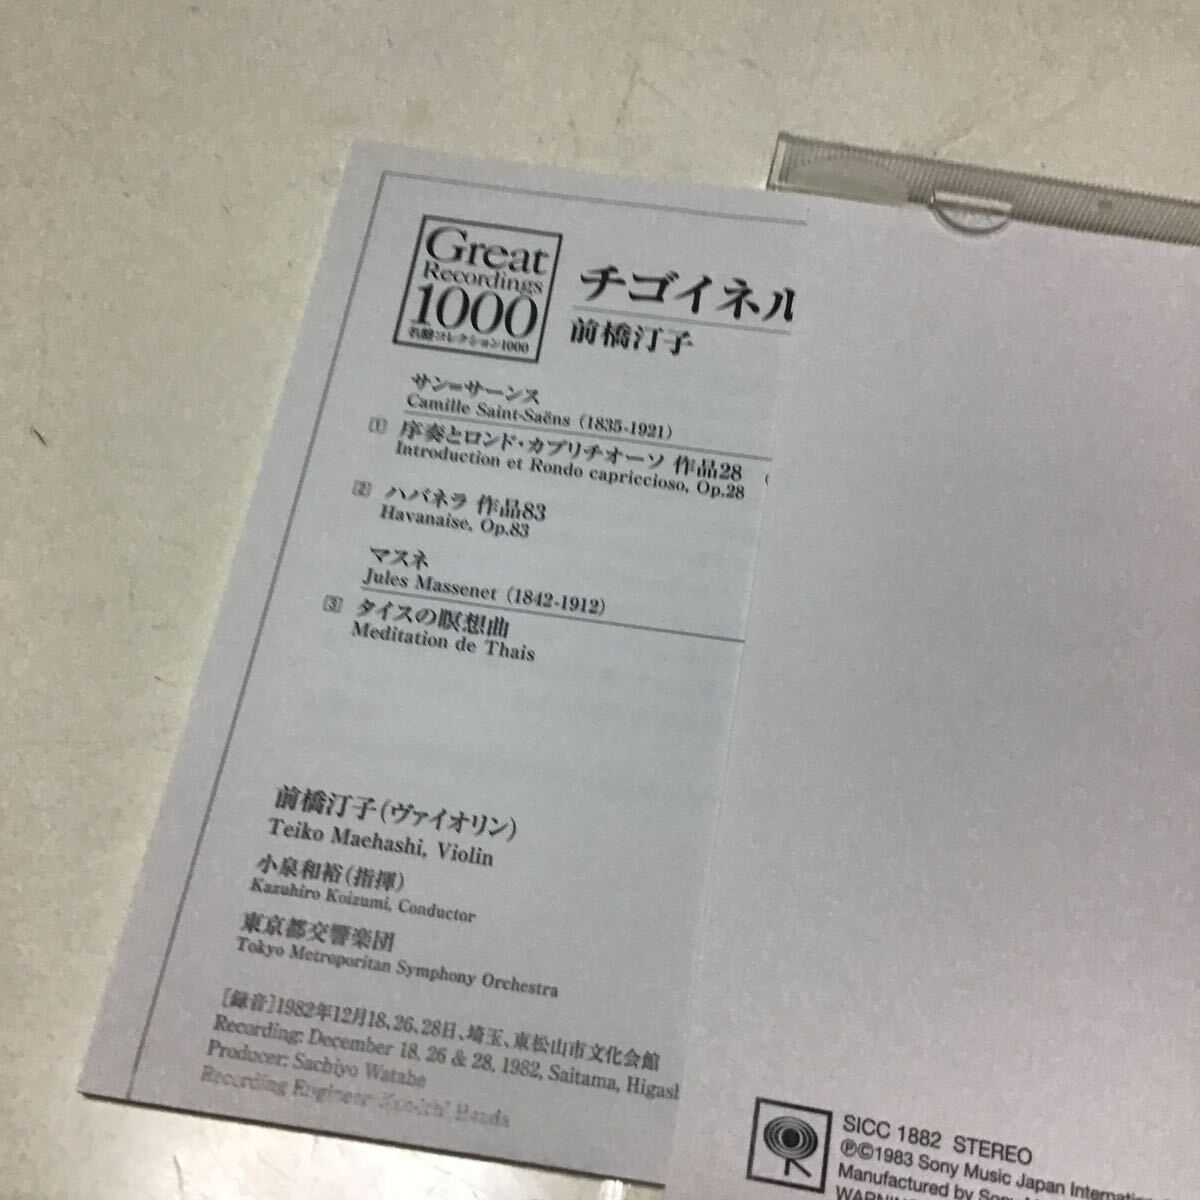 Great
Recordings
1000
名盤コレクション1000
チゴイネル
前橋汀子
サン=サーンス
Camille Saint-Saëns (1835-1921)
1 序奏とロンド・カプリチオーソ 作品28 (
Introduction et Rondo capriccioso, Op.28
2 ハバネラ 作品83
Havanaise, Op.83
マスネ
Jules Massenet (1842-1912)
3 タイスの瞑想曲
Meditation de Thais
前橋汀子(ヴァイオリン)
Teiko Maehashi, Violin
小泉和裕(指揮)
Kazuhiro Koizumi, Conductor
東京都交響楽団
Tokyo Metroporitan Symphony Orchestra
[録音]1982年12月18、26、28日、埼玉、東松山市文化会館
Recording: December 18, 26 & 28, 1982, Saitama, Higash
Producer: Sachiyo Watabe
Recording Engineer:
SICC 1882 STEREO
℗©1983 Sony Music Japan Internation
Manufactured by Sony
WARNING